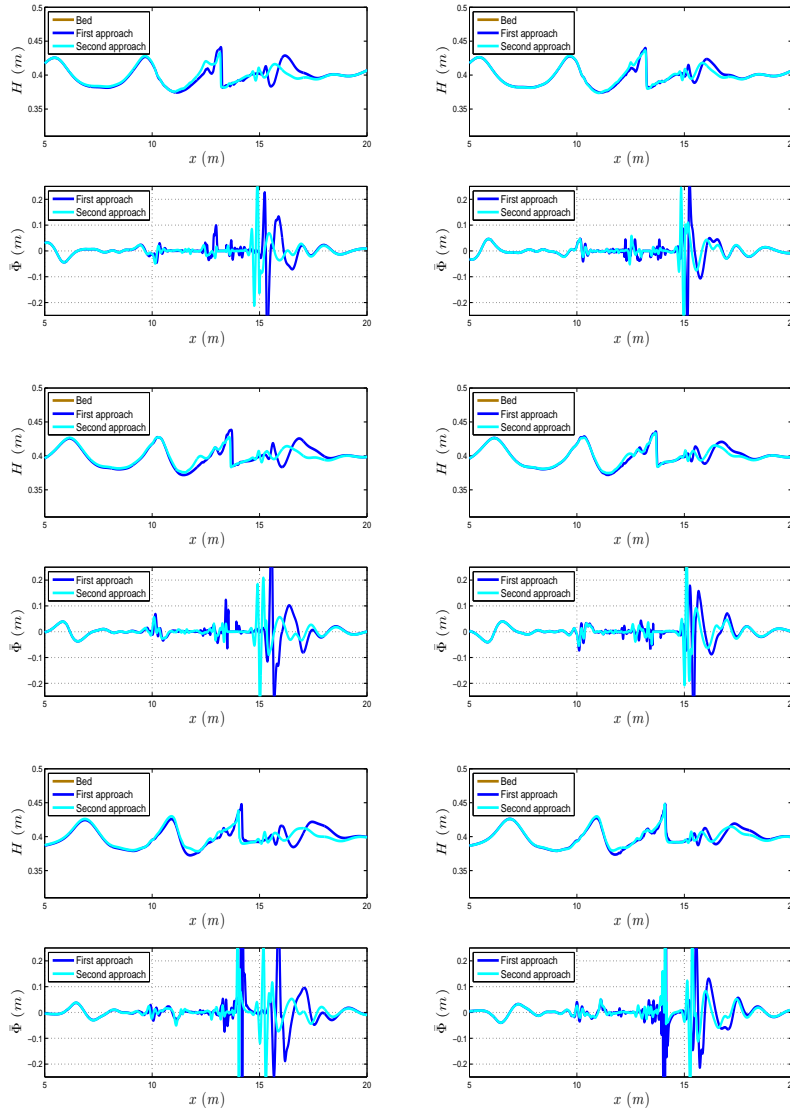 0.5
0.45
0.4
0.35
H (m)
Bed
First approach
Second approach
5 10 15 20
x (m)
0.5
0.45
0.4
0.35
H (m)
Bed
First approach
Second approach
5 10 15 20
x (m)
0.2
0.1
0
−0.1
−0.2
Φ̄ (m)
First approach
Second approach
5 10 15 20
x (m)
0.2
0.1
0
−0.1
−0.2
Φ̄ (m)
First approach
Second approach
5 10 15 20
x (m)
0.5
0.45
0.4
0.35
H (m)
Bed
First approach
Second approach
5 10 15 20
x (m)
0.5
0.45
0.4
0.35
H (m)
Bed
First approach
Second approach
5 10 15 20
x (m)
0.2
0.1
0
−0.1
−0.2
Φ̄ (m)
First approach
Second approach
5 10 15 20
x (m)
0.2
0.1
0
−0.1
−0.2
Φ̄ (m)
First approach
Second approach
5 10 15 20
x (m)
0.5
0.45
0.4
0.35
H (m)
Bed
First approach
Second approach
5 10 15 20
x (m)
0.5
0.45
0.4
0.35
H (m)
Bed
First approach
Second approach
5 10 15 20
x (m)
0.2
0.1
0
−0.1
−0.2
Φ̄ (m)
First approach
Second approach
5 10 15 20
x (m)
0.2
0.1
0
−0.1
−0.2
Φ̄ (m)
First approach
Second approach
5 10 15 20
x (m)